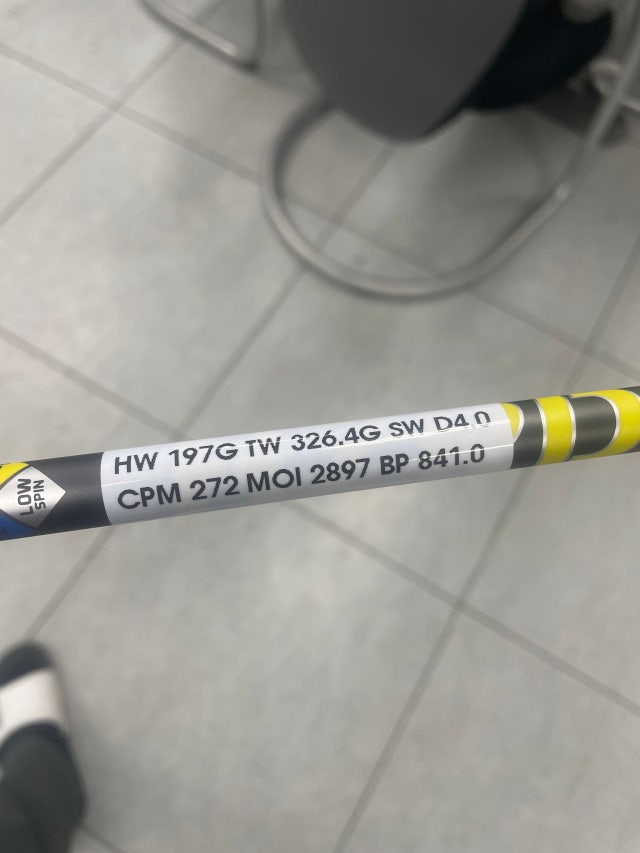 LOW
SPIN
HW 197G TW 326.4G SW D4.0
CPM 272 MOI 2897 BP 841.0